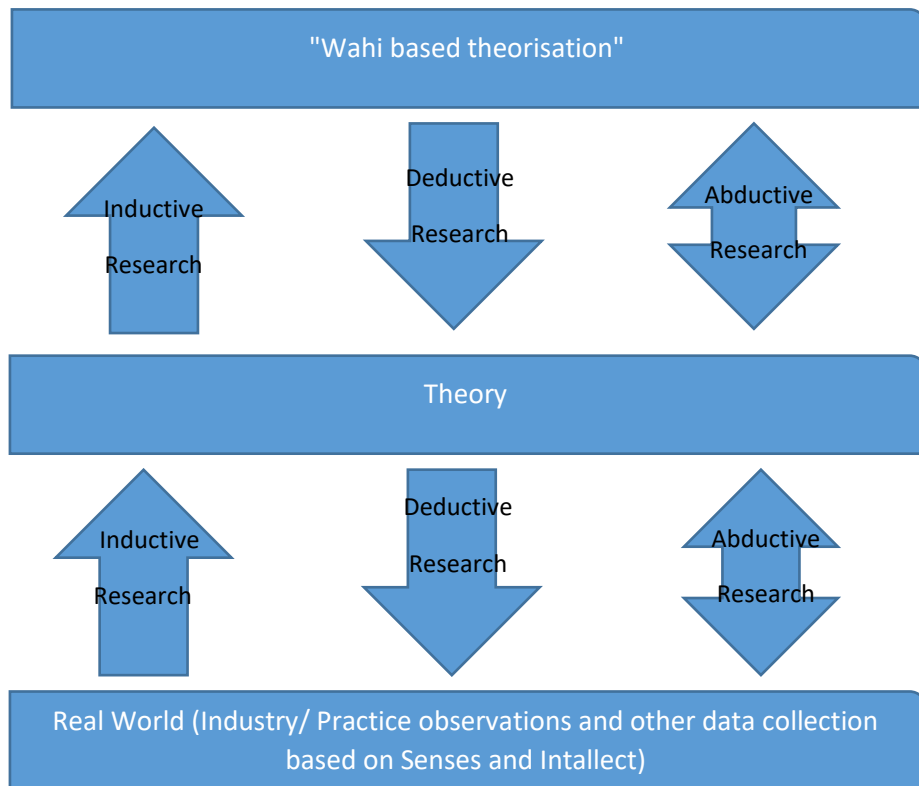 "Wahi based theorisation"
Inductive
Research
Deductive
Research
Abductive
Research
Theory
Inductive
Research
Deductive
Research
Abductive
Research
Real World (Industry/ Practice observations and other data collection
based on Senses and Intallect)